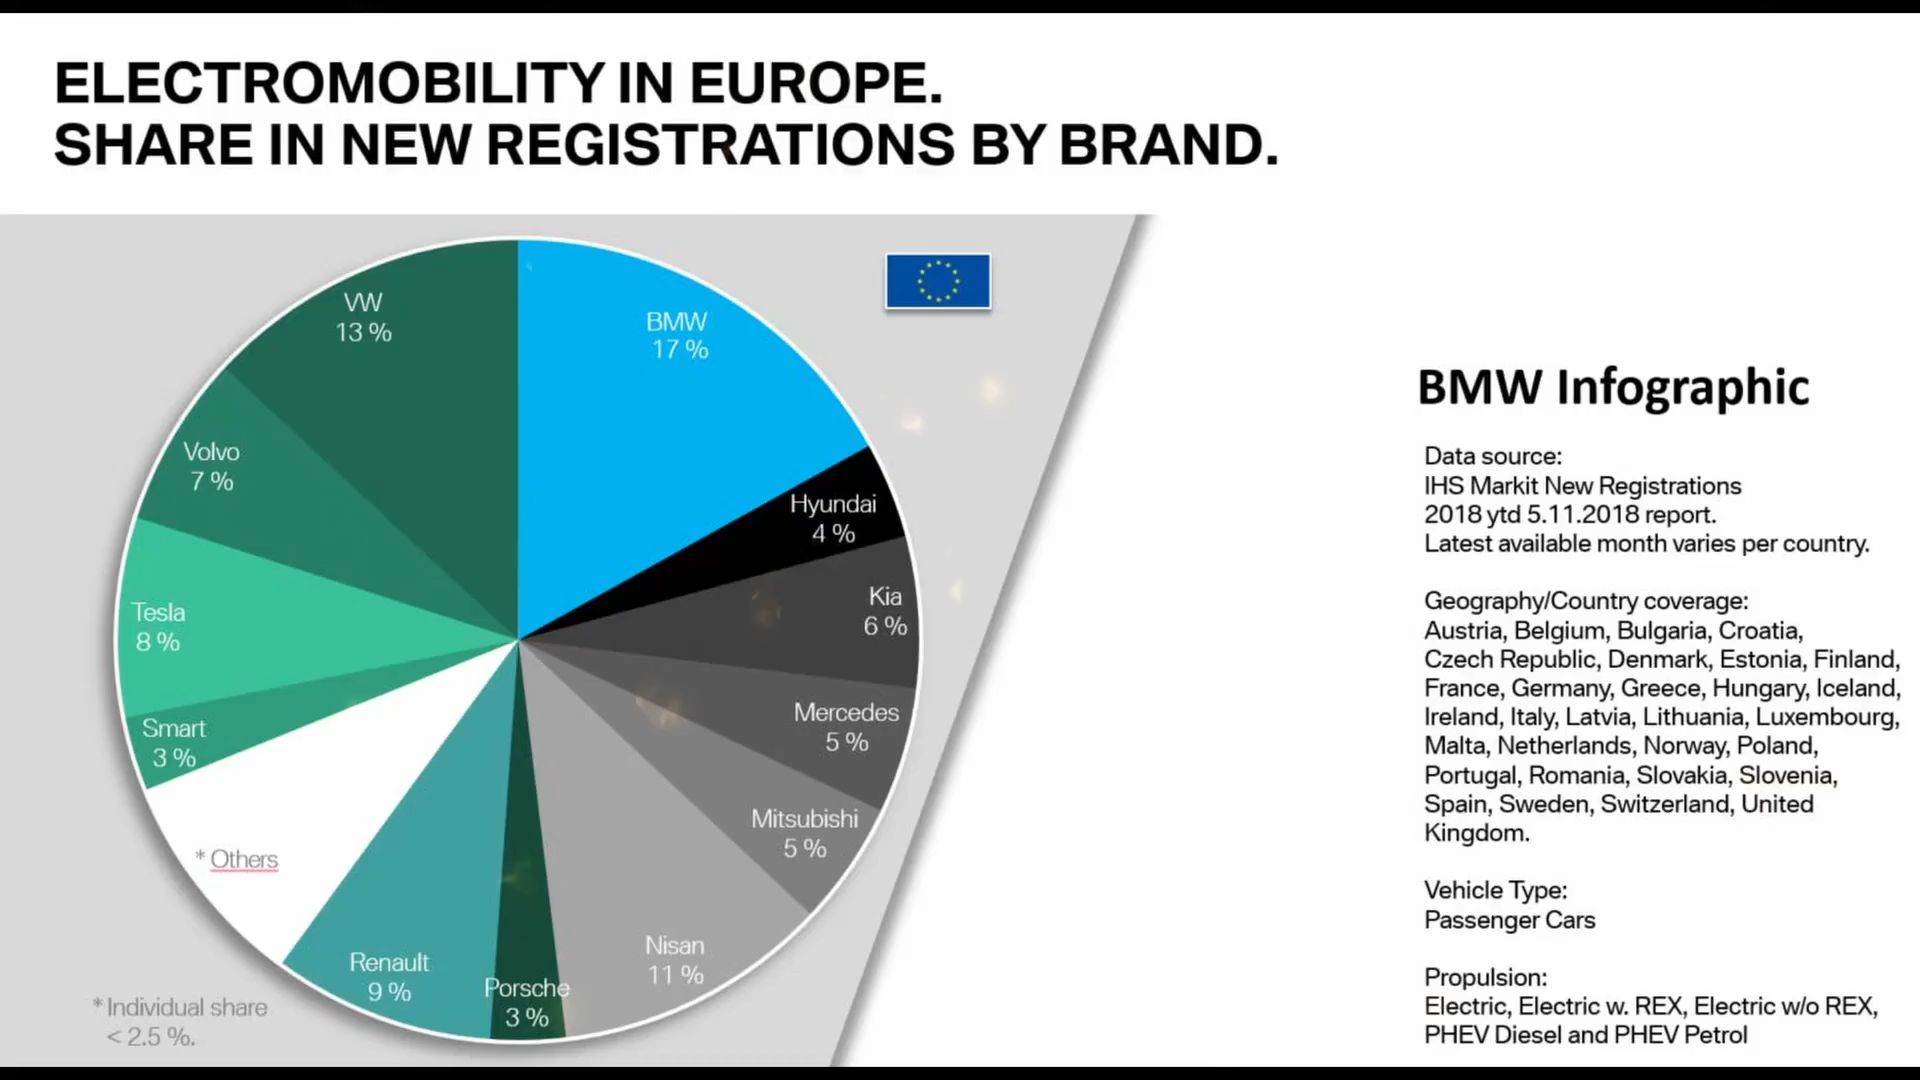 ELECTROMOBILITY IN EUROPE.
SHARE IN NEW REGISTRATIONS BY BRAND.
VW
13 %
BMW
17 %
Volvo
7 %
Hyundai
4 %
Kia
6 %
Tesla
8 %
Mercedes
5 %
Smart
3 %
Mitsubishi
5 %
* Others
Nisan
11 %
Renault
9 %
Porsche
3 %
* Individual share
< 2.5 %.
BMW Infographic
Data source:
IHS Markit New Registrations
2018 ytd 5.11.2018 report.
Latest available month varies per country.
Geography/Country coverage:
Austria, Belgium, Bulgaria, Croatia,
Czech Republic, Denmark, Estonia, Finland,
France, Germany, Greece, Hungary, Iceland,
Ireland, Italy, Latvia, Lithuania, Luxembourg,
Malta, Netherlands, Norway, Poland,
Portugal, Romania, Slovakia, Slovenia,
Spain, Sweden, Switzerland, United
Kingdom.
Vehicle Type:
Passenger Cars
Propulsion:
Electric, Electric w. REX, Electric w/o REX,
PHEV Diesel and PHEV Petrol